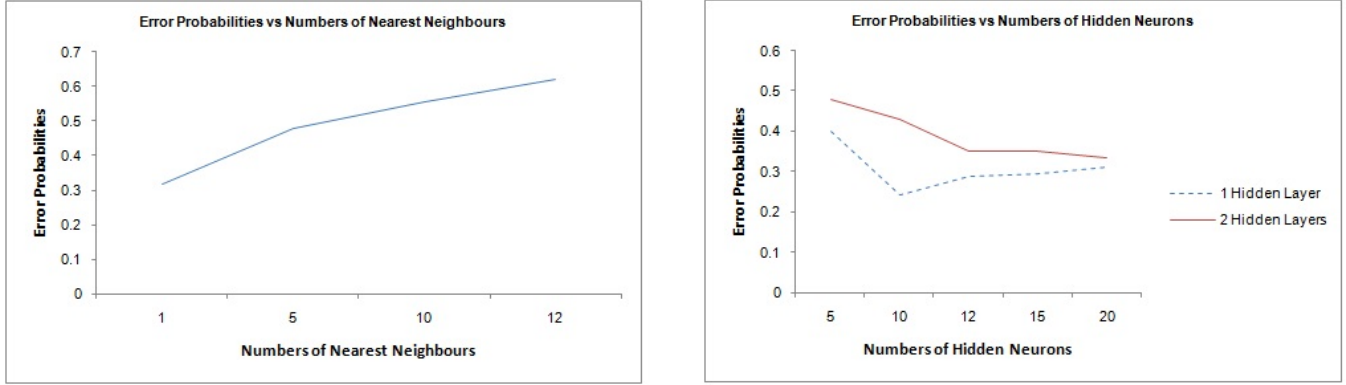 Error Probabilities vs Numbers of Nearest Neighbours
0.7
0.6
0.5
0.4
0.3
0.2
0.1
0
Error Probabilities
1 5 10 12
Numbers of Nearest Neighbours
Error Probabilities vs Numbers of Hidden Neurons
0.6
0.5
0.4
0.3
0.2
0.1
0
Error Probabilities
5 10 12 15 20
Numbers of Hidden Neurons
1 Hidden Layer
2 Hidden Layers